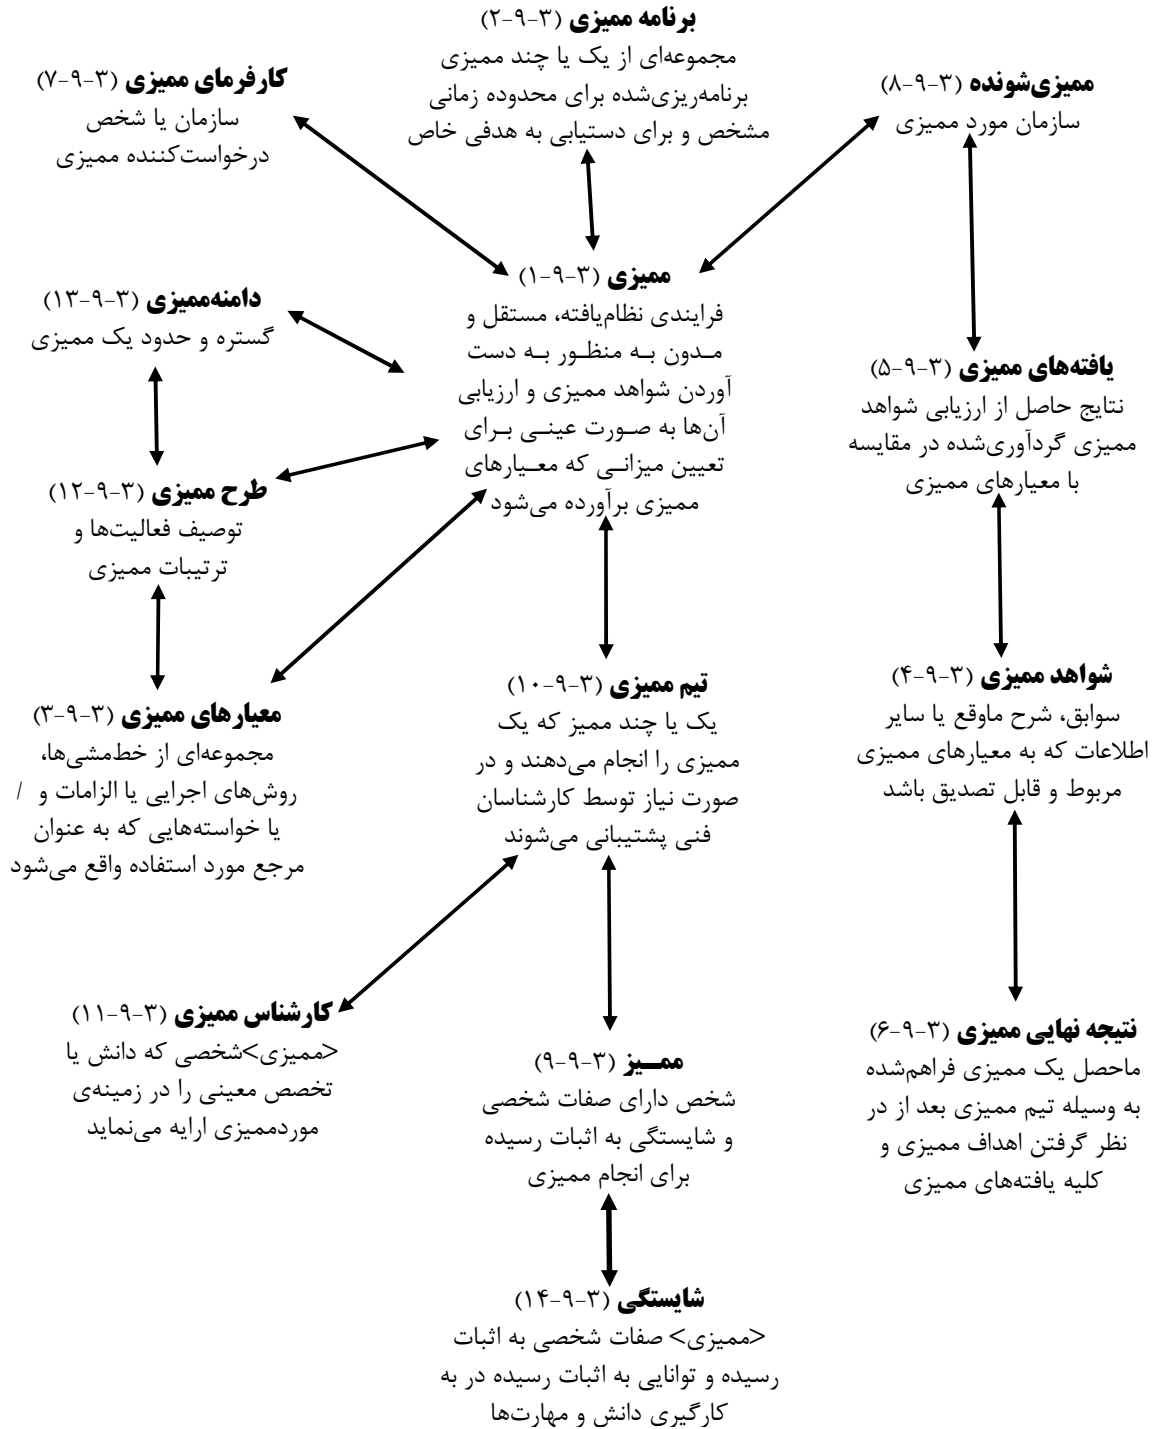 برنامه ممیزی (۳-۹-۲)
مجموعه‌ای از یک یا چند ممیزی
برنامه‌ریزی‌شده برای محدوده زمانی
مشخص و برای دستیابی به هدفی خاص
ممیزی‌شونده (۳-۹-۸)
سازمان مورد ممیزی
کارفرمای ممیزی (۳-۹-۷)
سازمان یا شخص
درخواست‌کننده ممیزی
ممیزی (۳-۹-۱)
فرایندی نظام‌یافته، مستقل و
مـدون بـه منظـور بـه دست
آوردن شواهد ممیزی و ارزیابی
آن‌ها به صـورت عینـی بـرای
تعیین میزانـی که معـیارهای
ممیزی برآورده می‌شود
دامنه‌ممیزی (۳-۹-۱۳)
گستره و حدود یک ممیزی
یافته‌های ممیزی (۳-۹-۵)
نتایج حاصل از ارزیابی شواهد
ممیزی گردآوری‌شده در مقایسه
با معیارهای ممیزی
طرح ممیزی (۳-۹-۱۲)
توصیف فعالیت‌ها و
ترتیبات ممیزی
شواهد ممیزی (۳-۹-۴)
سوابق، شرح ماوقع یا سایر
اطلاعات که به معیارهای ممیزی
مربوط و قابل تصدیق باشد
تیم ممیزی (۳-۹-۱۰)
یک یا چند ممیز که یک
ممیزی را انجام می‌دهند و در
صورت نیاز توسط کارشناسان
فنی پشتیبانی می‌شوند
معیارهای ممیزی (۳-۹-۳)
مجموعه‌ای از خط‌مشی‌ها،
روش‌های اجرایی یا الزامات و /
یا خواسته‌هایی که به عنوان
مرجع مورد استفاده واقع می‌شود
نتیجه نهایی ممیزی (۳-۹-۶)
ماحصل یک ممیزی فراهم‌شده
به وسیله تیم ممیزی بعد از در
نظر گرفتن اهداف ممیزی و
کلیه یافته‌های ممیزی
ممــیز (۳-۹-۹)
شخص دارای صفات شخصی
و شایستگی به اثبات رسیده
برای انجام ممیزی
کارشناس ممیزی (۳-۹-۱۱)
<ممیزی>شخصی که دانش یا
تخصص معینی را در زمینه‌ی
موردممیزی ارایه می‌نماید
شایستگی (۳-۹-۱۴)
<ممیزی> صفات شخصی به اثبات
رسیده و توانایی به اثبات رسیده در به
کارگیری دانش و مهارت‌ها